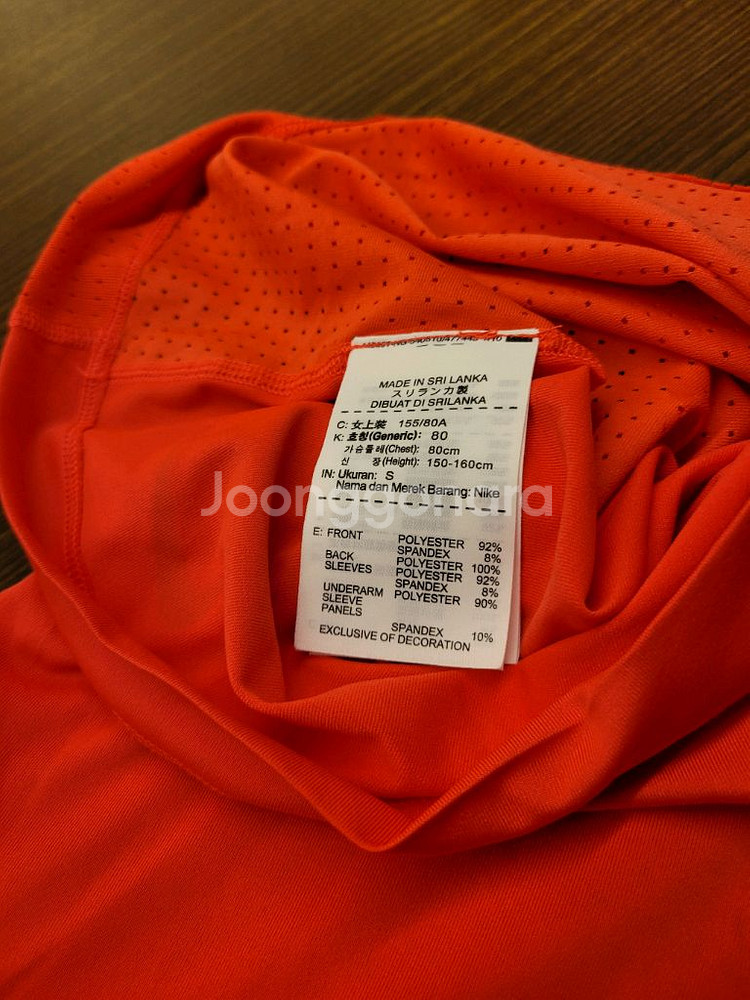 MADE IN SRI LANKA
スリランカ製
DIBUAT DI SRILANKA
C: 女上装 155/80A
K: 호칭(Generic): 80
가슴둘레(Chest): 80cm
신 장(Height): 150-160cm
IN: Ukuran: S
Nama dan Merek Barang: Nike
Joonggonara
E: FRONT POLYESTER 92%
SPANDEX 8%
BACK POLYESTER 100%
SLEEVES POLYESTER 92%
SPANDEX 8%
UNDERARM POLYESTER 90%
SLEEVE
PANELS
SPANDEX 10%
EXCLUSIVE OF DECORATION